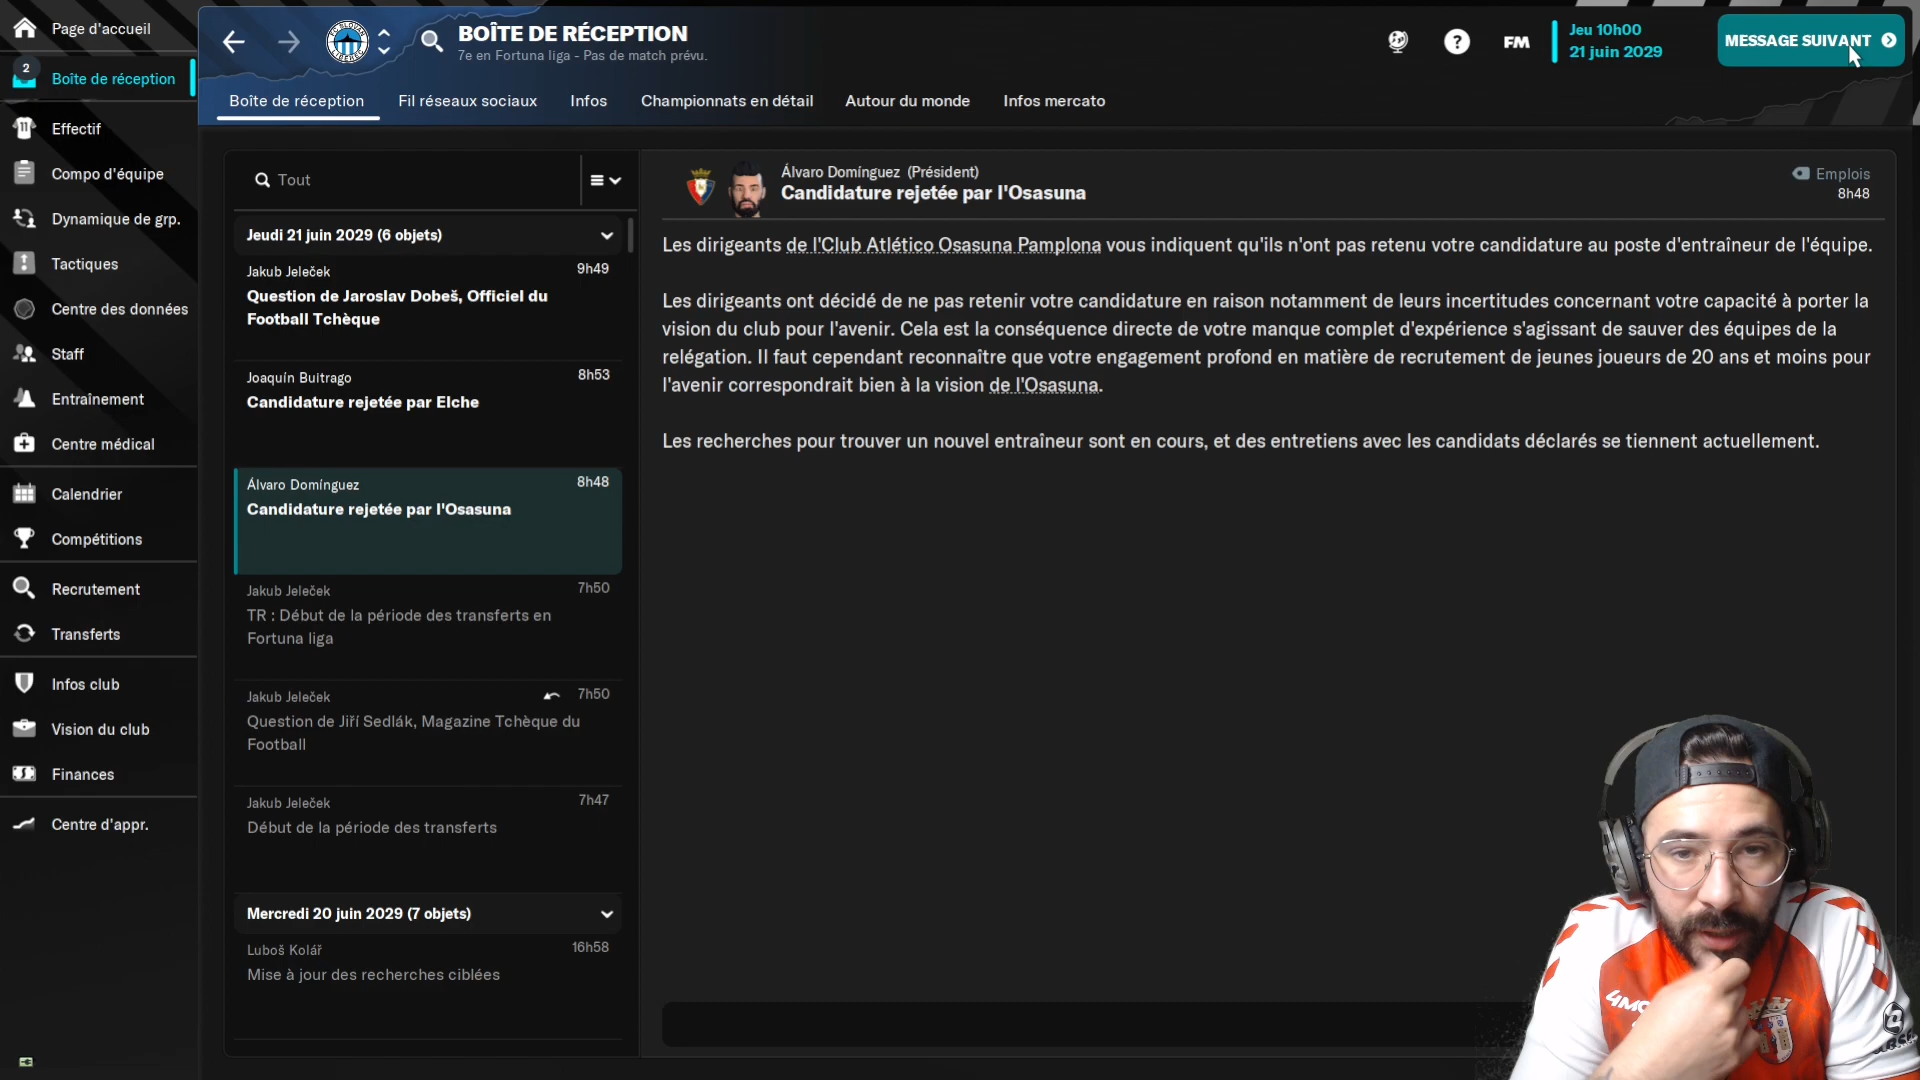 Page d'accueil
2
Boîte de réception
Effectif
Compo d'équipe
Dynamique de grp.
Tactiques
Centre des données
Staff
Entraînement
Centre médical
Calendrier
Compétitions
Recrutement
Transferts
Infos club
Vision du club
Finances
Centre d'appr.
BOÎTE DE RÉCEPTION
7e en Fortuna liga - Pas de match prévu.
FM
Jeu 10h00
21 juin 2029
MESSAGE SUIVANT
Boîte de réception
Fil réseaux sociaux
Infos
Championnats en détail
Autour du monde
Infos mercato
Tout
Jeudi 21 juin 2029 (6 objets)
Jakub Jeleček 9h49
Question de Jaroslav Dobeš, Officiel du
Football Tchèque
Joaquín Buitrago 8h53
Candidature rejetée par Elche
Álvaro Domínguez 8h48
Candidature rejetée par l'Osasuna
Jakub Jeleček 7h50
TR : Début de la période des transferts en
Fortuna liga
Jakub Jeleček 7h50
Question de Jiří Sedlák, Magazine Tchèque du
Football
Jakub Jeleček 7h47
Début de la période des transferts
Mercredi 20 juin 2029 (7 objets)
Luboš Kolář 16h58
Mise à jour des recherches ciblées
Álvaro Domínguez (Président)
Candidature rejetée par l'Osasuna
Emplois
8h48
Les dirigeants de l'Club Atlético Osasuna Pamplona vous indiquent qu'ils n'ont pas retenu votre candidature au poste d'entraîneur de l'équipe.
Les dirigeants ont décidé de ne pas retenir votre candidature en raison notamment de leurs incertitudes concernant votre capacité à porter la
vision du club pour l'avenir. Cela est la conséquence directe de votre manque complet d'expérience s'agissant de sauver des équipes de la
relégation. Il faut cependant reconnaître que votre engagement profond en matière de recrutement de jeunes joueurs de 20 ans et moins pour
l'avenir correspondrait bien à la vision de l'Osasuna.
Les recherches pour trouver un nouvel entraîneur sont en cours, et des entretiens avec les candidats déclarés se tiennent actuellement.